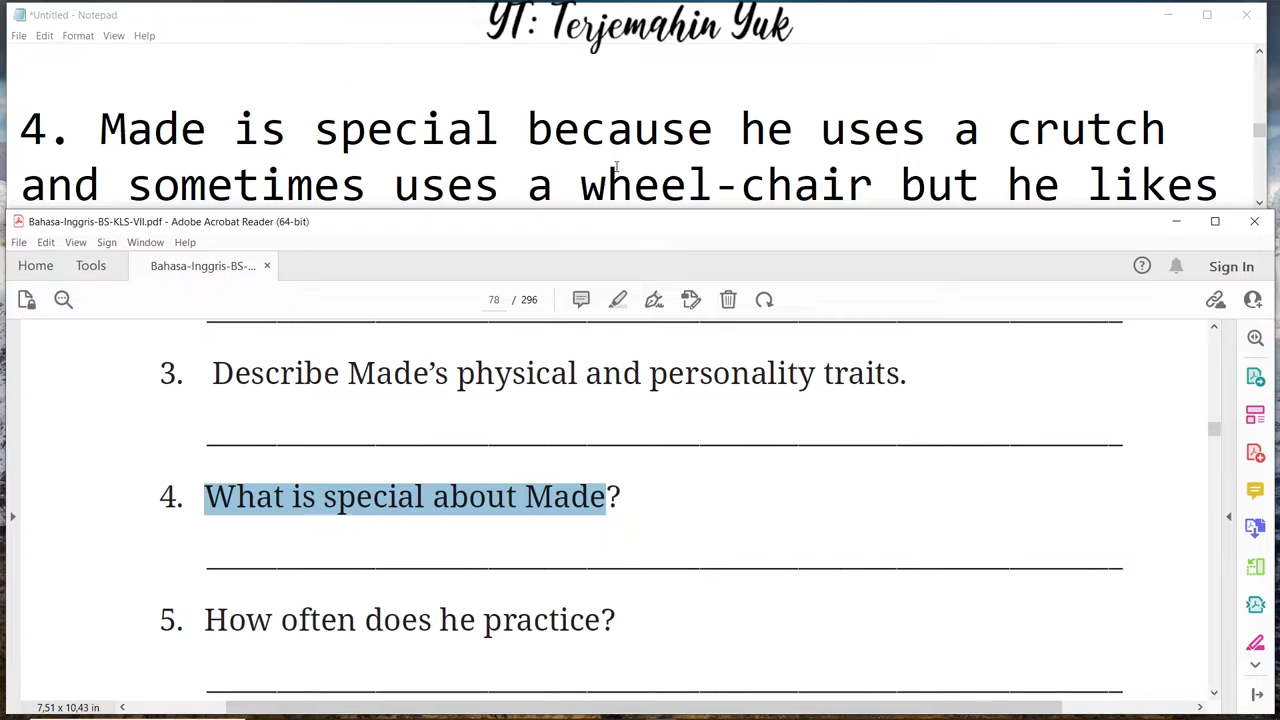 YT: Terjemahin Yuk
*Untitled - Notepad
File Edit Format View Help
4. Made is special because he uses a crutch
and sometimes uses a wheel-chair but he likes
Bahasa-Inggris-BS-KLS-VII.pdf - Adobe Acrobat Reader (64-bit)
File Edit View Sign Window Help
Home Tools Bahasa-Inggris-BS-... × Sign In
78 / 296
3. Describe Made's physical and personality traits.
4. What is special about Made?
5. How often does he practice?
7,51 x 10,43 in